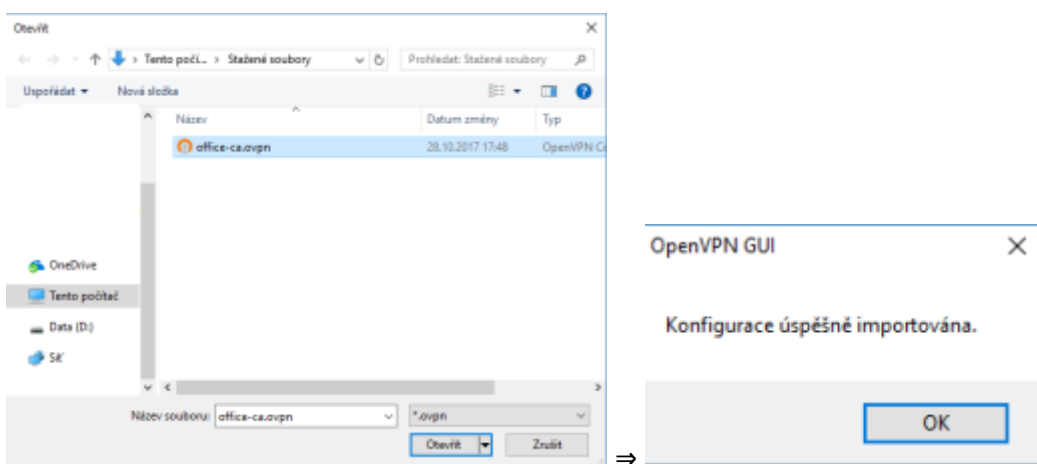 Otevřít
Tento počí... > Stažené soubory
Prohledat: Stažené soubory
Uspořádat
Nová složka
Název
Datum změny
Typ
office-ca.ovpn
28.10.2017 17:48
OpenVPN Co
OneDrive
Tento počítač
Data (D:)
Síť
Název souboru:
office-ca.ovpn
*.ovpn
Otevřít
Zrušit
⇒
OpenVPN GUI
Konfigurace úspěšně importována.
OK